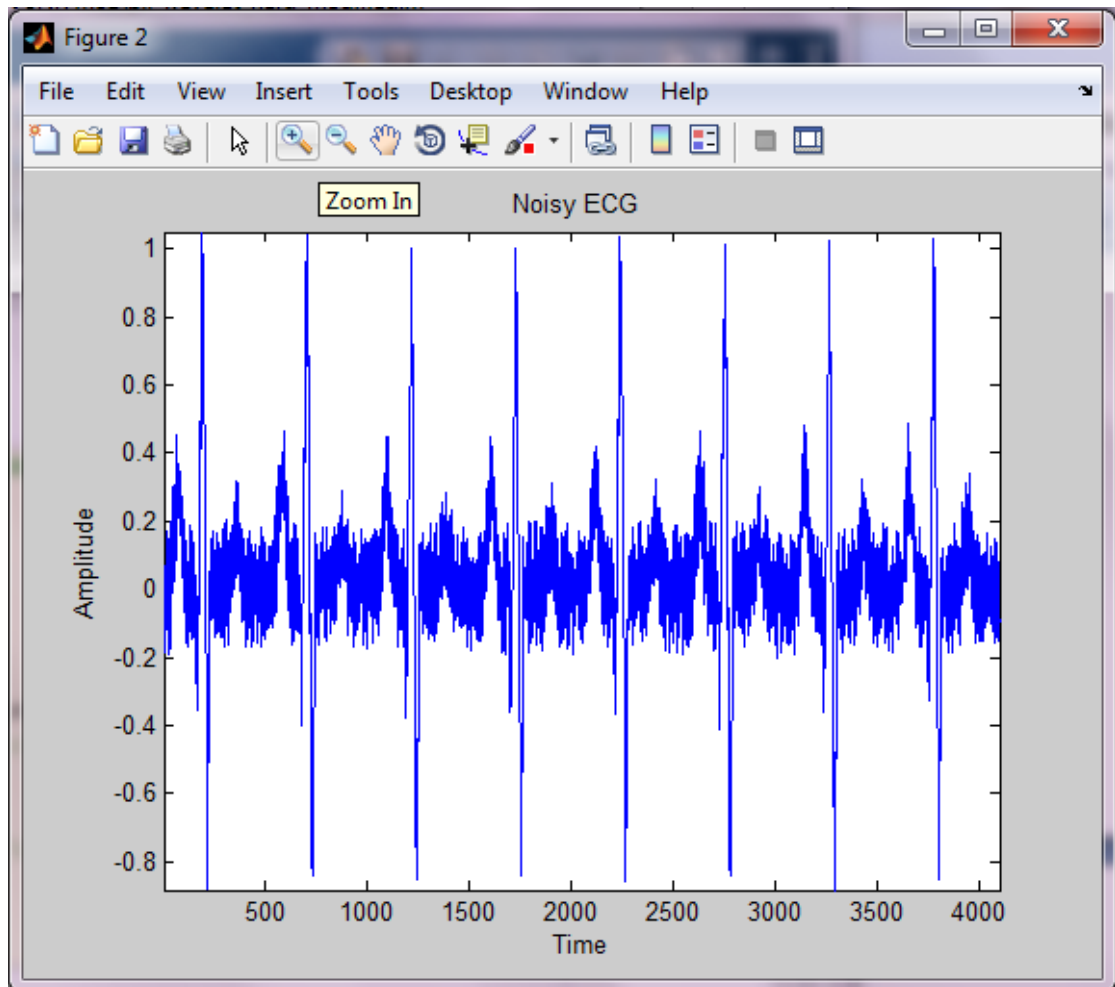 Figure 2
File Edit View Insert Tools Desktop Window Help
Zoom In
Noisy ECG
1
0.8
0.6
0.4
0.2
0
-0.2
-0.4
-0.6
-0.8
Amplitude
500 1000 1500 2000 2500 3000 3500 4000
Time